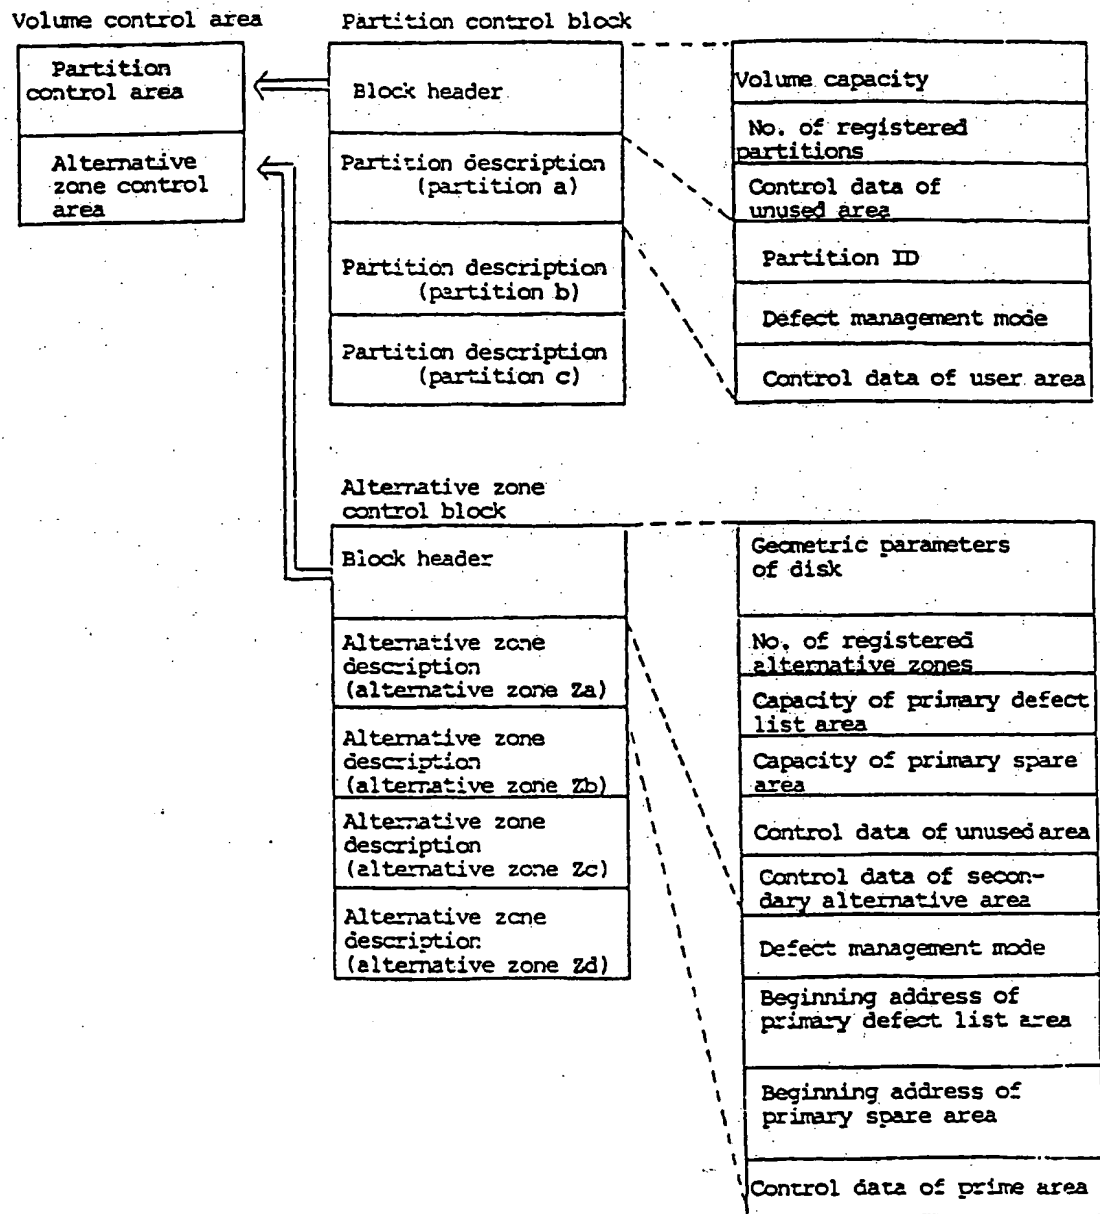 Volume control area
Partition
control area
Alternative
zone control
area
Partition control block
Block header
Partition description
(partition a)
Partition description
(partition b)
Partition description
(partition c)
Volume capacity
No. of registered
partitions
Control data of
unused area
Partition ID
Defect management mode
Control data of user area
Alternative zone
control block
Block header
Alternative zone
description
(alternative zone Za)
Alternative zone
description
(alternative zone Zb)
Alternative zone
description
(alternative zone Zc)
Alternative zone
description
(alternative zone Zd)
Geometric parameters
of disk
No. of registered
alternative zones
Capacity of primary defect
list area
Capacity of primary spare
area
Control data of unused area
Control data of secon-
dary alternative area
Defect management mode
Beginning address of
primary defect list area
Beginning address of
primary spare area
Control data of prime area